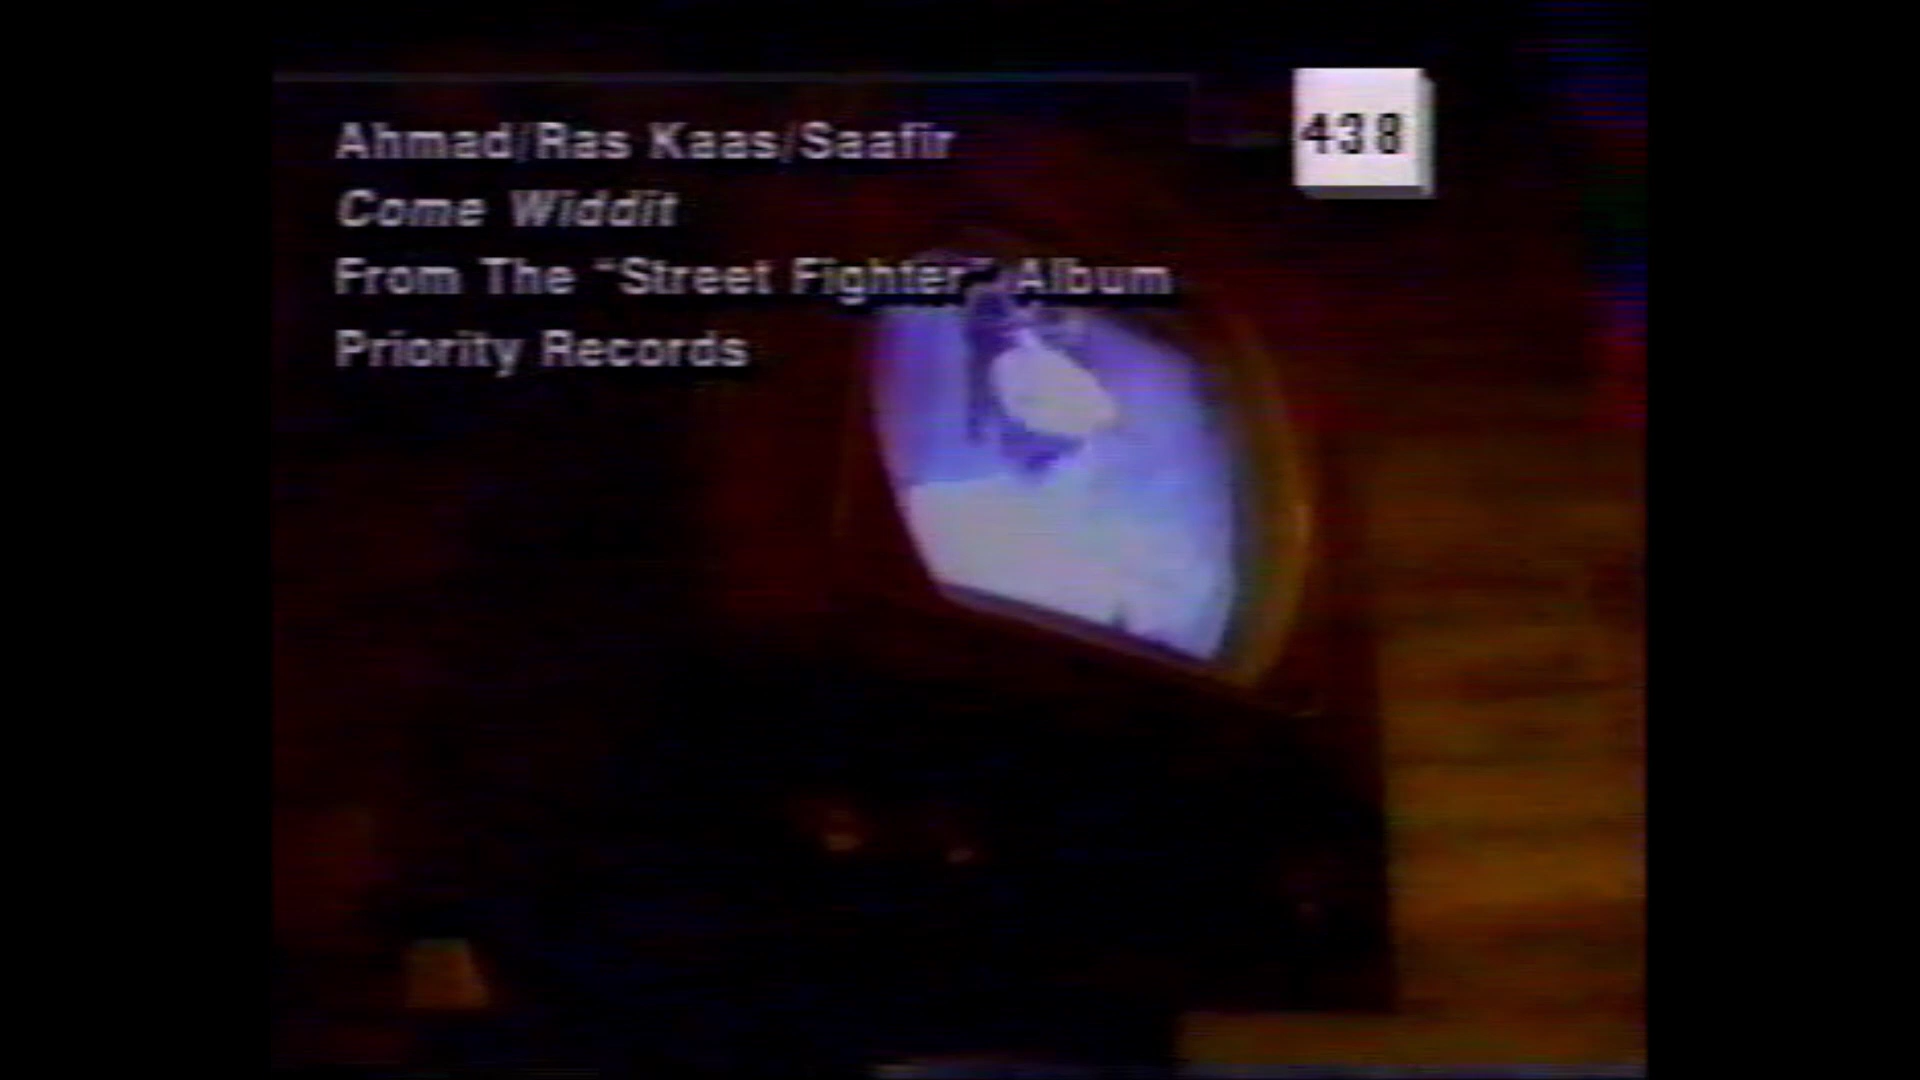 Ahmad/Ras Kaas/Saafir
438
Come Widdit
From The "Street Fighter" Album
Priority Records